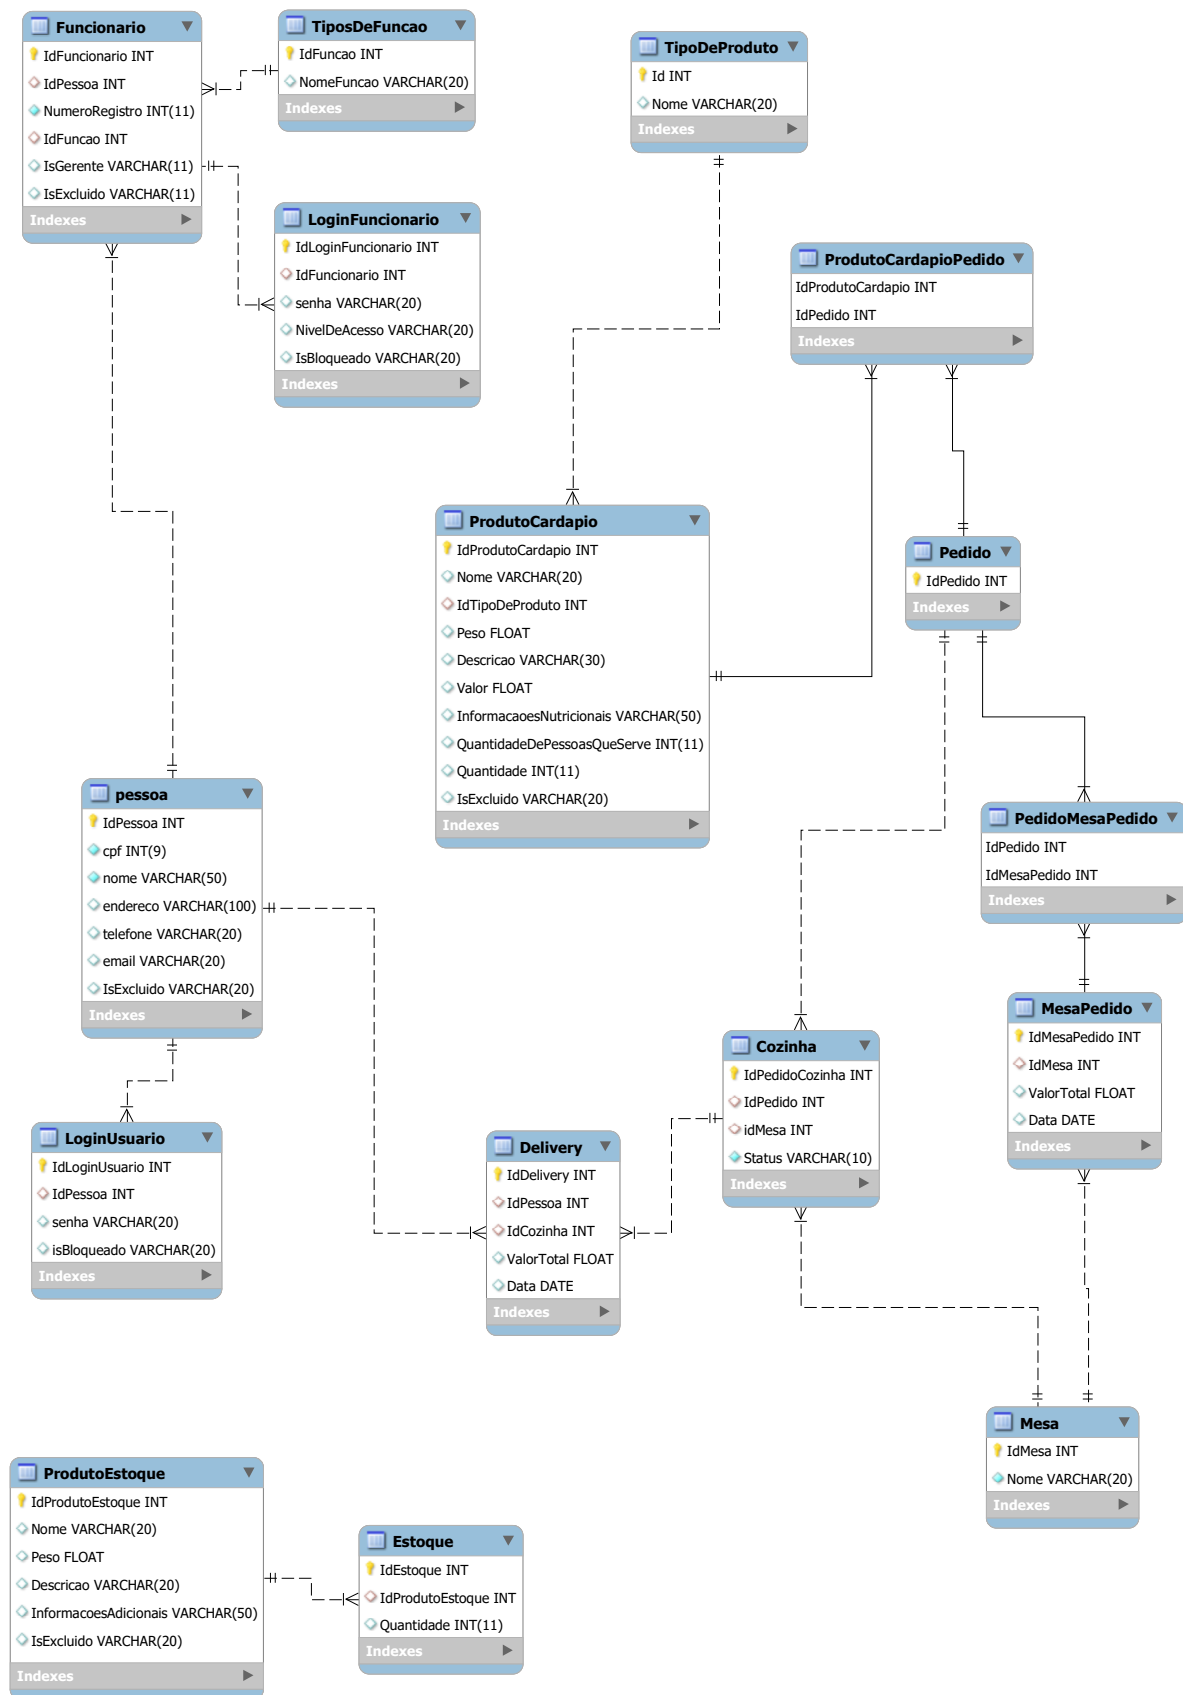 Funcionario
IdFuncionario INT
IdPessoa INT
NumeroRegistro INT(11)
IdFuncao INT
IsGerente VARCHAR(11)
IsExcluido VARCHAR(11)
Indexes
TiposDeFuncao
IdFuncao INT
NomeFuncao VARCHAR(20)
Indexes
TipoDeProduto
Id INT
Nome VARCHAR(20)
Indexes
LoginFuncionario
IdLoginFuncionario INT
IdFuncionario INT
senha VARCHAR(20)
NivelDeAcesso VARCHAR(20)
IsBloqueado VARCHAR(20)
Indexes
ProdutoCardapioPedido
IdProdutoCardapio INT
IdPedido INT
Indexes
ProdutoCardapio
IdProdutoCardapio INT
Nome VARCHAR(20)
IdTipoDeProduto INT
Peso FLOAT
Descricao VARCHAR(30)
Valor FLOAT
InformacaoesNutricionais VARCHAR(50)
QuantidadeDePessoasQueServe INT(11)
Quantidade INT(11)
IsExcluido VARCHAR(20)
Indexes
Pedido
IdPedido INT
Indexes
pessoa
IdPessoa INT
cpf INT(9)
nome VARCHAR(50)
endereco VARCHAR(100)
telefone VARCHAR(20)
email VARCHAR(20)
IsExcluido VARCHAR(20)
Indexes
PedidoMesaPedido
IdPedido INT
IdMesaPedido INT
Indexes
MesaPedido
IdMesaPedido INT
IdMesa INT
ValorTotal FLOAT
Data DATE
Indexes
Cozinha
IdPedidoCozinha INT
IdPedido INT
idMesa INT
Status VARCHAR(10)
Indexes
LoginUsuario
IdLoginUsuario INT
IdPessoa INT
senha VARCHAR(20)
isBloqueado VARCHAR(20)
Indexes
Delivery
IdDelivery INT
IdPessoa INT
IdCozinha INT
ValorTotal FLOAT
Data DATE
Indexes
Mesa
IdMesa INT
Nome VARCHAR(20)
Indexes
ProdutoEstoque
IdProdutoEstoque INT
Nome VARCHAR(20)
Peso FLOAT
Descricao VARCHAR(20)
InformacoesAdicionais VARCHAR(50)
IsExcluido VARCHAR(20)
Indexes
Estoque
IdEstoque INT
IdProdutoEstoque INT
Quantidade INT(11)
Indexes